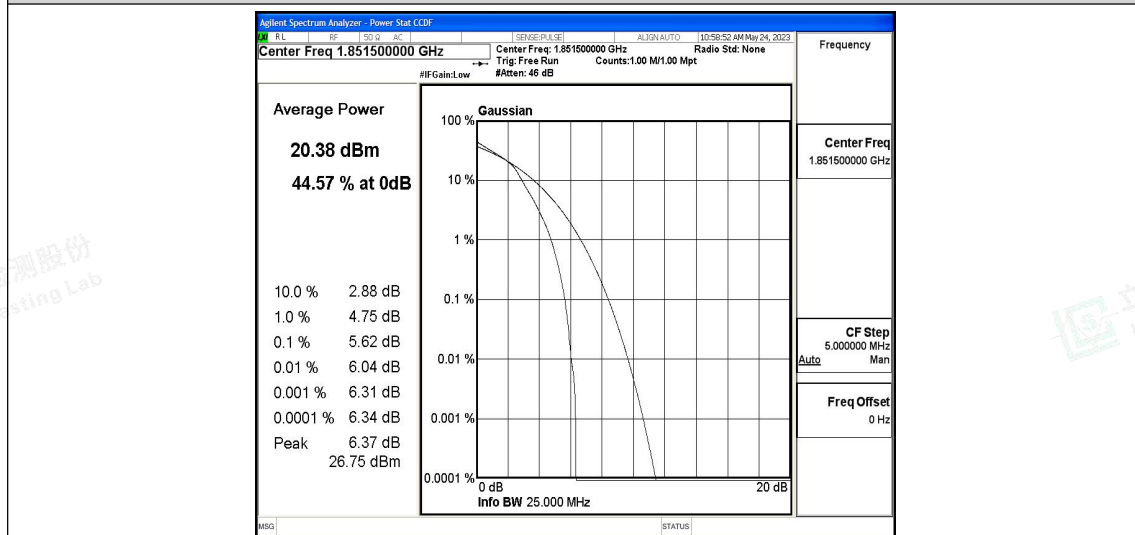 Agilent Spectrum Analyzer - Power Stat CCDF
RL RF 50 Ω AC SENSE:PULSE ALIGN AUTO 10:58:52 AM May 24, 2023
Center Freq 1.851500000 GHz
Center Freq: 1.851500000 GHz Radio Std: None
Trig: Free Run Counts:1.00 M/1.00 Mpt
#IFGain:Low #Atten: 46 dB
Frequency
Average Power
20.38 dBm
44.57 % at 0dB
10.0 % 2.88 dB
1.0 % 4.75 dB
0.1 % 5.62 dB
0.01 % 6.04 dB
0.001 % 6.31 dB
0.0001 % 6.34 dB
Peak 6.37 dB
26.75 dBm
Gaussian
100 %
10 %
1 %
0.1 %
0.01 %
0.001 %
0.0001 %
0 dB 20 dB
Info BW 25.000 MHz
Center Freq
1.851500000 GHz
CF Step
5.000000 MHz
Auto Man
Freq Offset
0 Hz
MSG STATUS
测股份
sting Lab
立